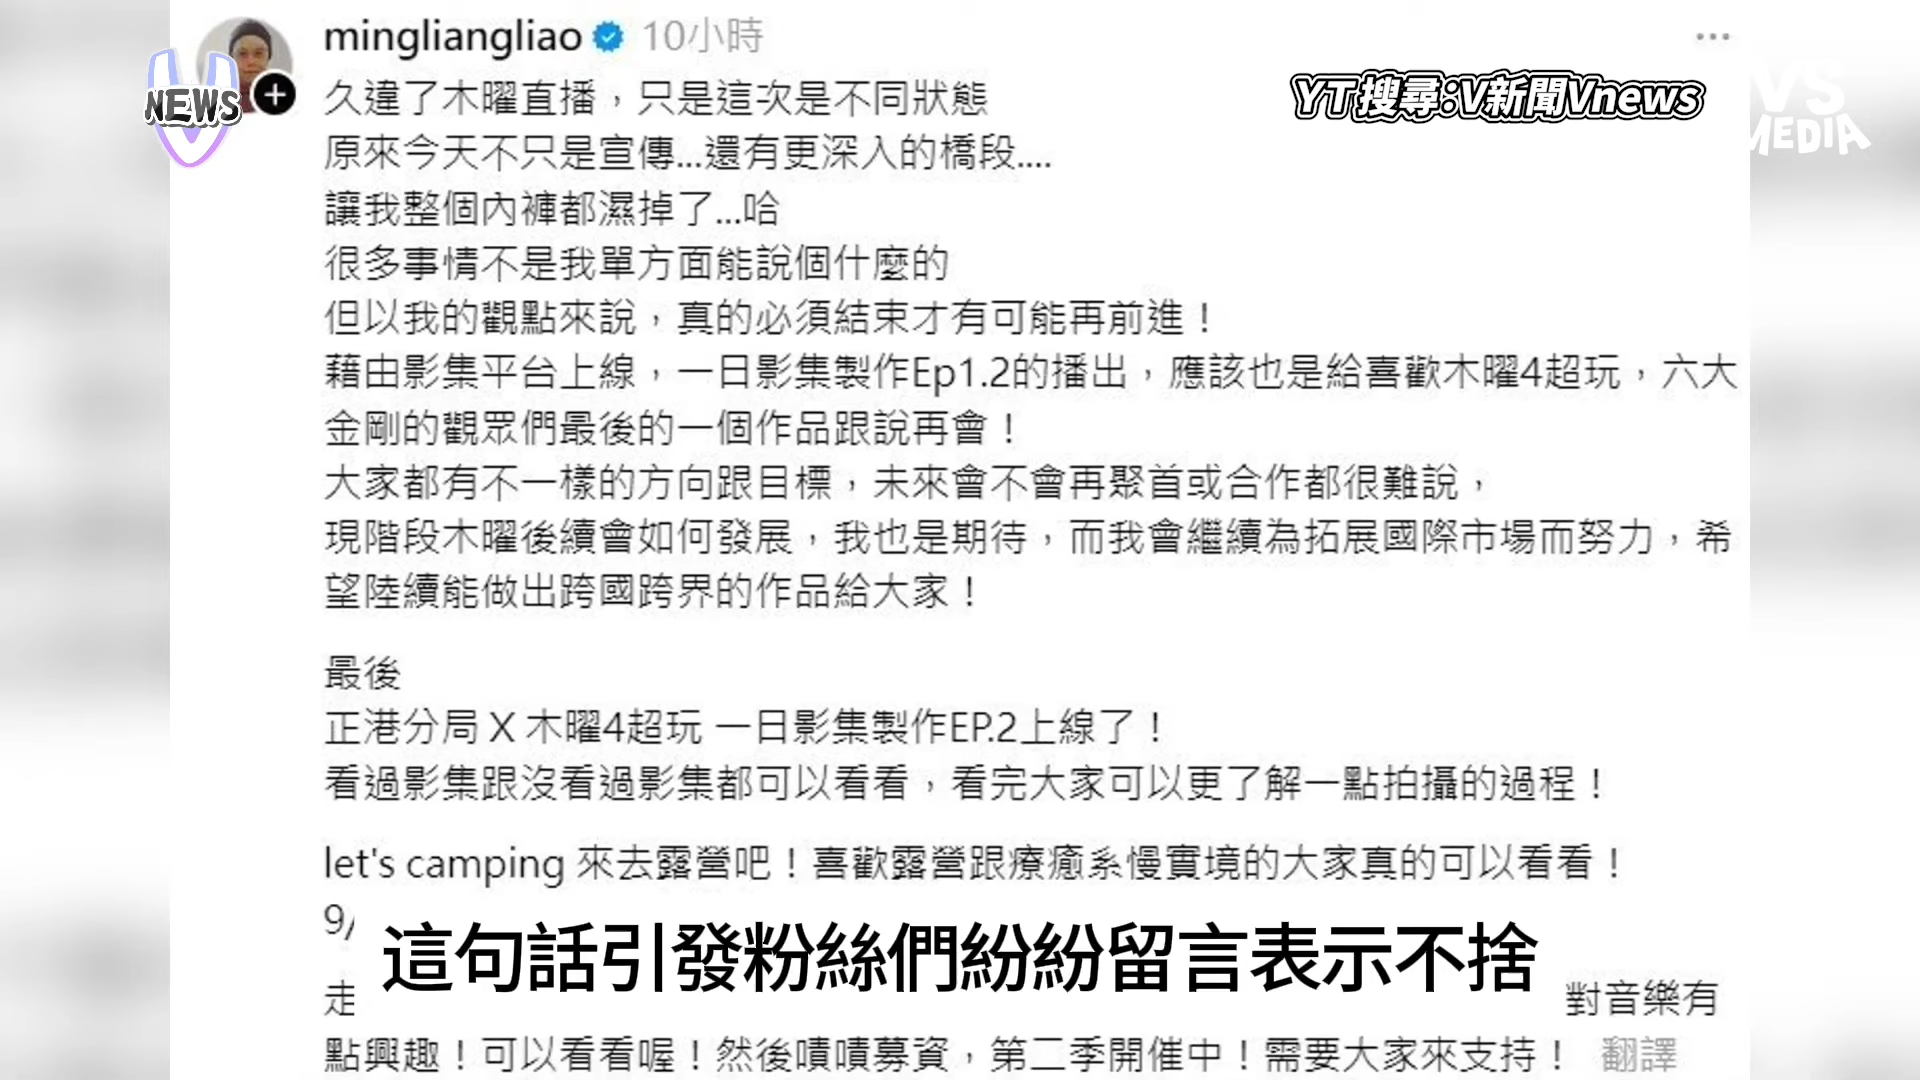 mingliangliao 10小時
NEWS
YT搜尋:V新聞Vnews
VS
MEDIA
久違了木曜直播，只是這次是不同狀態
原來今天不只是宣傳...還有更深入的橋段....
讓我整個內褲都濕掉了...哈
很多事情不是我單方面能說個什麼的
但以我的觀點來說，真的必須結束才有可能再前進！
藉由影集平台上線，一日影集製作Ep1.2的播出，應該也是給喜歡木曜4超玩，六大
金剛的觀眾們最後的一個作品跟說再會！
大家都有不一樣的方向跟目標，未來會不會再聚首或合作都很難說，
現階段木曜後續會如何發展，我也是期待，而我會繼續為拓展國際市場而努力，希
望陸續能做出跨國跨界的作品給大家！
最後
正港分局 X 木曜4超玩 一日影集製作EP.2上線了！
看過影集跟沒看過影集都可以看看，看完大家可以更了解一點拍攝的過程！
let's camping 來去露營吧！喜歡露營跟療癒系慢實境的大家真的可以看看！
9/
這句話引發粉絲們紛紛留言表示不捨
走 對音樂有
點興趣！可以看看喔！然後嘖嘖募資，第二季開催中！需要大家來支持！ 翻譯